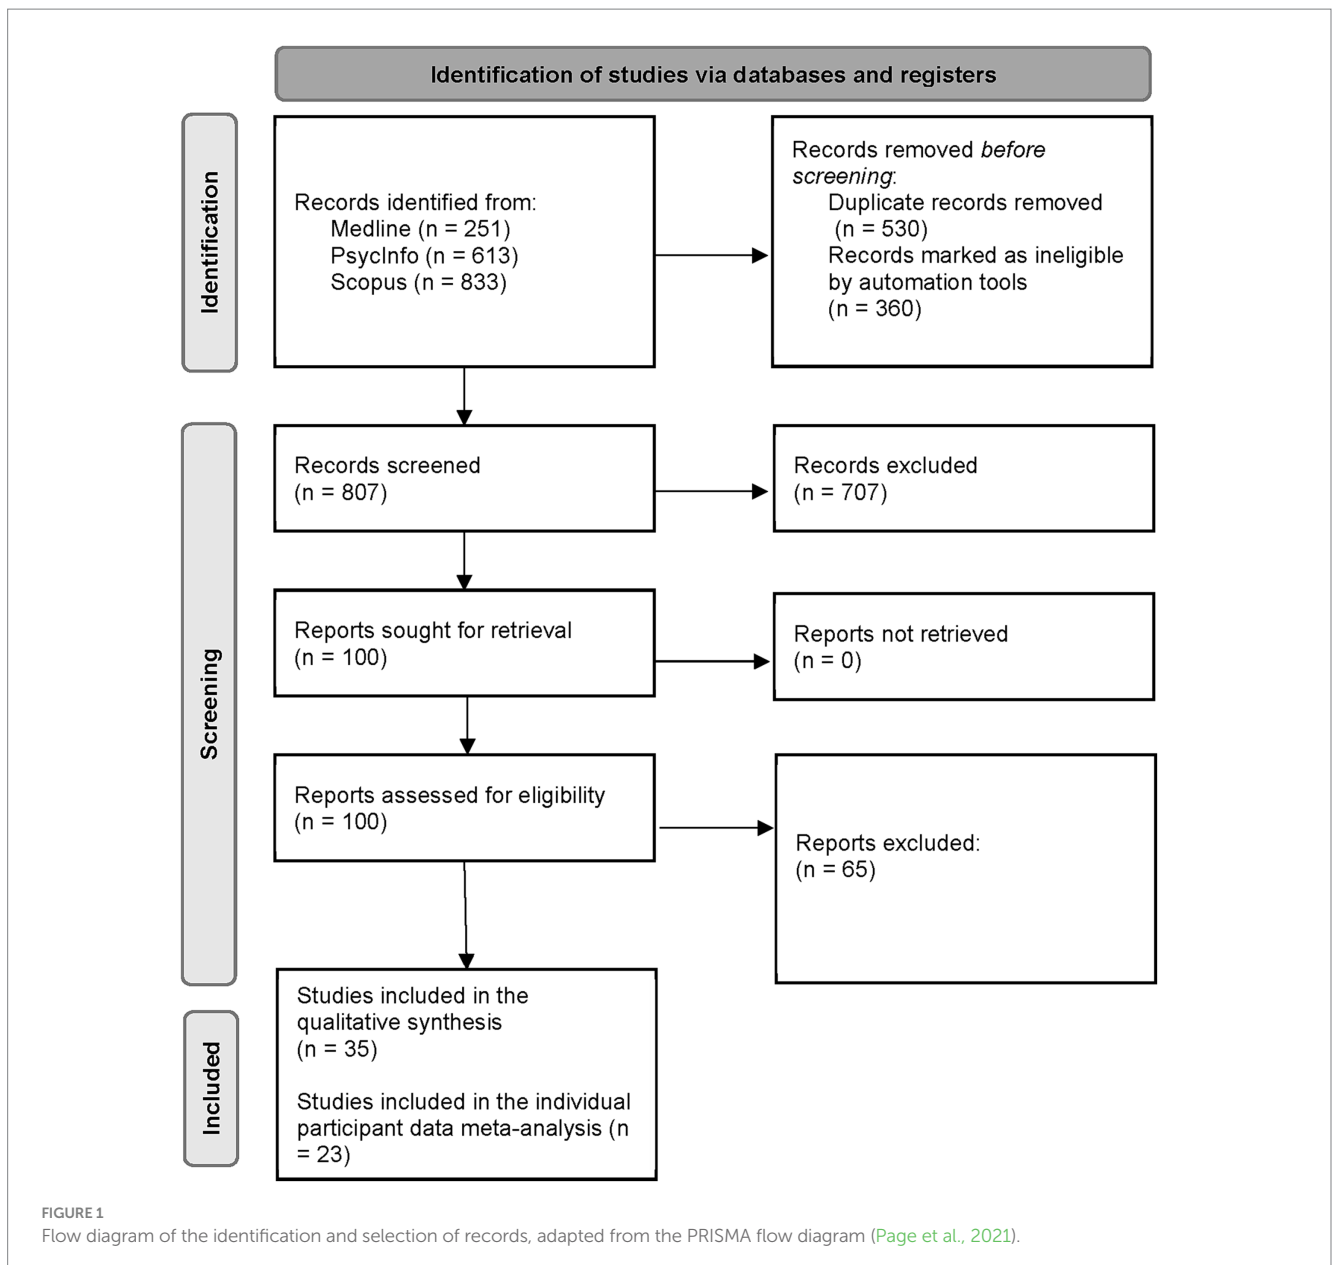 Identification of studies via databases and registers
Identification
Records identified from:
Medline (n = 251)
PsycInfo (n = 613)
Scopus (n = 833)
Records removed before
screening:
Duplicate records removed
(n = 530)
Records marked as ineligible
by automation tools
(n = 360)
Screening
Records screened
(n = 807)
Records excluded
(n = 707)
Reports sought for retrieval
(n = 100)
Reports not retrieved
(n = 0)
Reports assessed for eligibility
(n = 100)
Reports excluded:
(n = 65)
Included
Studies included in the
qualitative synthesis
(n = 35)
Studies included in the individual
participant data meta-analysis (n
= 23)
FIGURE 1
Flow diagram of the identification and selection of records, adapted from the PRISMA flow diagram (Page et al., 2021).